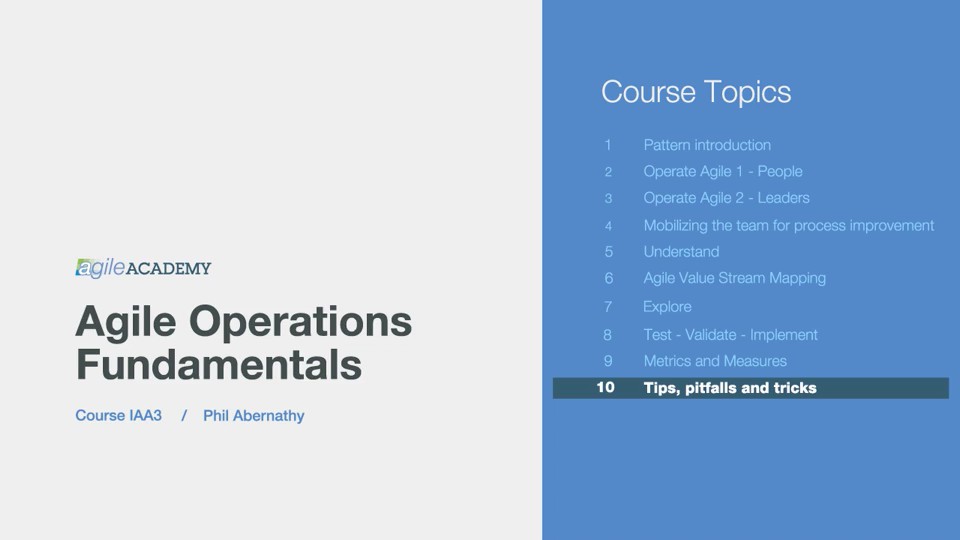 agileACADEMY
Agile Operations
Fundamentals
Course IAA3 / Phil Abernathy
Course Topics
1 Pattern introduction
2 Operate Agile 1 - People
3 Operate Agile 2 - Leaders
4 Mobilizing the team for process improvement
5 Understand
6 Agile Value Stream Mapping
7 Explore
8 Test - Validate - Implement
9 Metrics and Measures
10 Tips, pitfalls and tricks